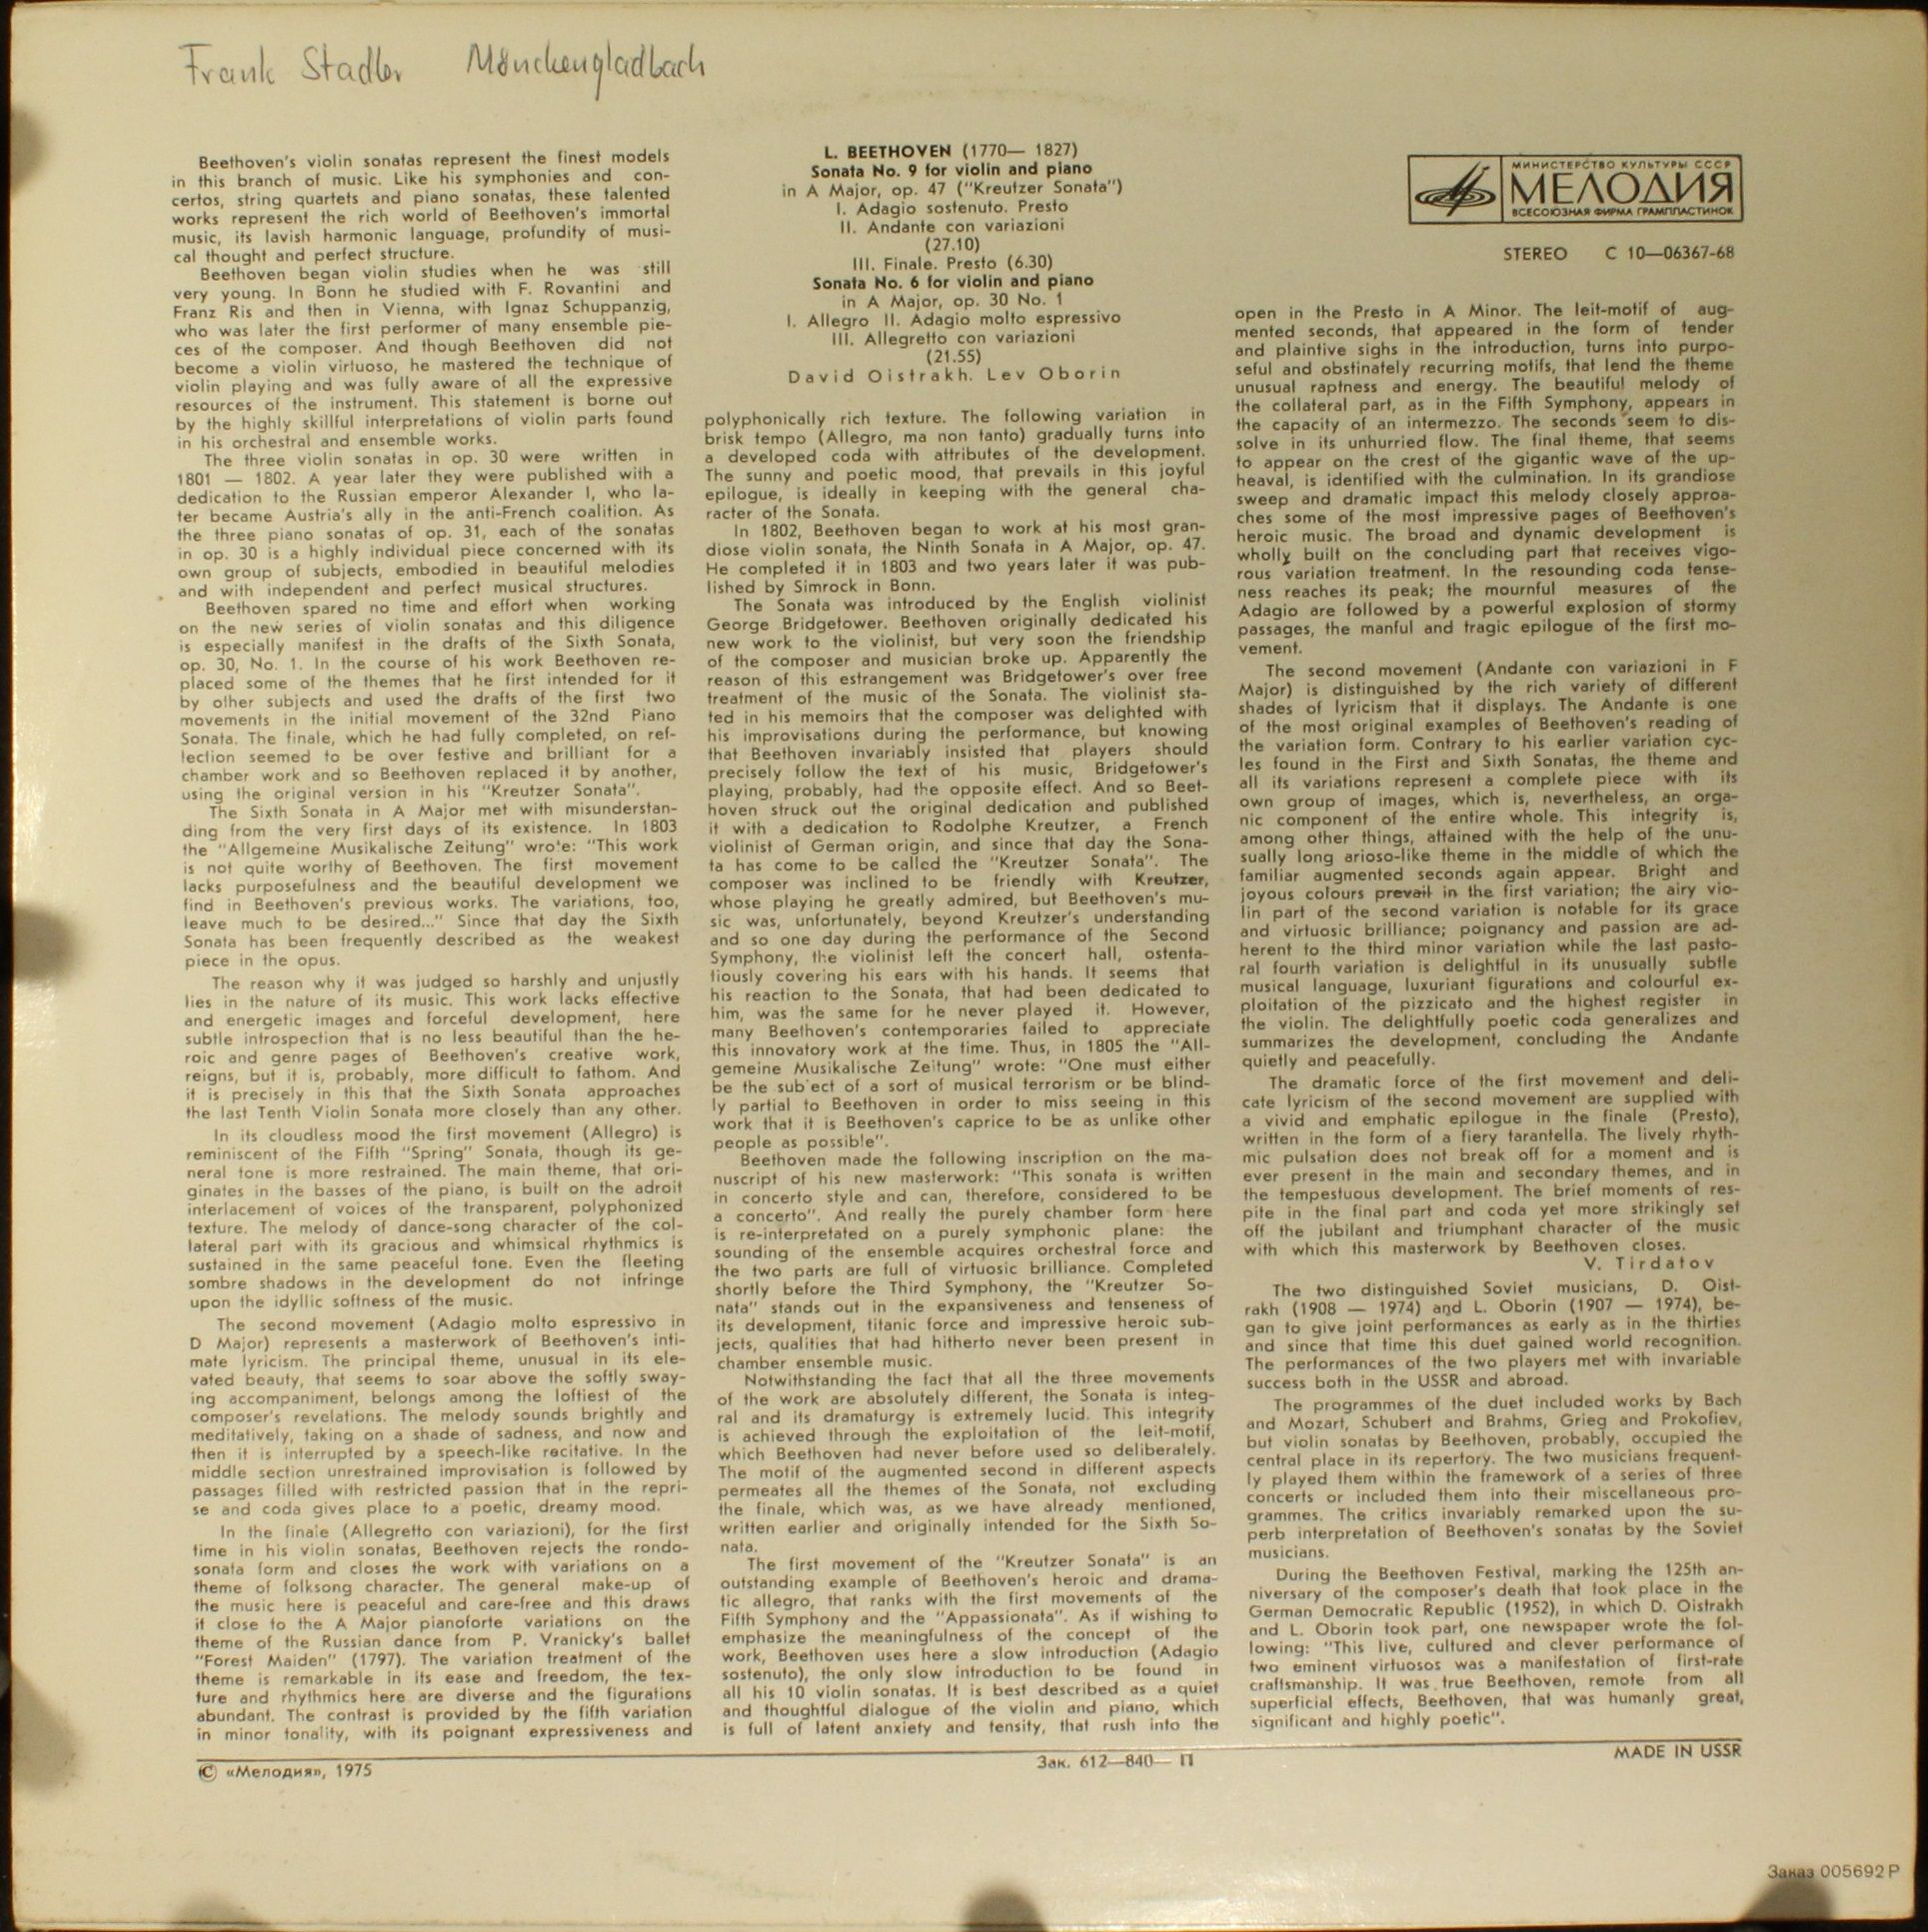 Frank Stadler Mönchengladbach
Beethoven's violin sonatas represent the finest models
in this branch of music. Like his symphonies and con-
certos, string quartets and piano sonatas, these talented
works represent the rich world of Beethoven's immortal
music, its lavish harmonic language, profundity of musi-
cal thought and perfect structure.
Beethoven began violin studies when he was still
very young. In Bonn he studied with F. Rovantini and
Franz Ris and then in Vienna, with Ignaz Schuppanzig,
who was later the first performer of many ensemble pie-
ces of the composer. And though Beethoven did not
become a violin virtuoso, he mastered the technique of
violin playing and was fully aware of all the expressive
resources of the instrument. This statement is borne out
by the highly skillful interpretations of violin parts found
in his orchestral and ensemble works.
The three violin sonatas in op. 30 were written in
1801 — 1802. A year later they were published with a
dedication to the Russian emperor Alexander I, who la-
ter became Austria's ally in the anti-French coalition. As
the three piano sonatas of op. 31, each of the sonatas
in op. 30 is a highly individual piece concerned with its
own group of subjects, embodied in beautiful melodies
and with independent and perfect musical structures.
Beethoven spared no time and effort when working
on the new series of violin sonatas and this diligence
is especially manifest in the drafts of the Sixth Sonata,
op. 30, No. 1. In the course of his work Beethoven re-
placed some of the themes that he first intended for it
by other subjects and used the drafts of the first two
movements in the initial movement of the 32nd Piano
Sonata. The finale, which he had fully completed, on ref-
lection seemed to be over festive and brilliant for a
chamber work and so Beethoven replaced it by another,
using the original version in his "Kreutzer Sonata".
The Sixth Sonata in A Major met with misunderstan-
ding from the very first days of its existence. In 1803
the "Allgemeine Musikalische Zeitung" wrote: "This work
is not quite worthy of Beethoven. The first movement
lacks purposefulness and the beautiful development we
find in Beethoven's previous works. The variations, too,
leave much to be desired..." Since that day the Sixth
Sonata has been frequently described as the weakest
piece in the opus.
The reason why it was judged so harshly and unjustly
lies in the nature of its music. This work lacks effective
and energetic images and forceful development, here
subtle introspection that is no less beautiful than the he-
roic and genre pages of Beethoven's creative work,
reigns, but it is, probably, more difficult to fathom. And
it is precisely in this that the Sixth Sonata approaches
the last Tenth Violin Sonata more closely than any other.
In its cloudless mood the first movement (Allegro) is
reminiscent of the Fifth "Spring" Sonata, though its ge-
neral tone is more restrained. The main theme, that ori-
ginates in the basses of the piano, is built on the adroit
interlacement of voices of the transparent, polyphonized
texture. The melody of dance-song character of the col-
lateral part with its gracious and whimsical rhythmics is
sustained in the same peaceful tone. Even the fleeting
sombre shadows in the development do not infringe
upon the idyllic softness of the music.
The second movement (Adagio molto espressivo in
D Major) represents a masterwork of Beethoven's inti-
mate lyricism. The principal theme, unusual in its ele-
vated beauty, that seems to soar above the softly sway-
ing accompaniment, belongs among the loftiest of the
composer's revelations. The melody sounds brightly and
meditatively, taking on a shade of sadness, and now and
then it is interrupted by a speech-like recitative. In the
middle section unrestrained improvisation is followed by
passages filled with restricted passion that in the repri-
se and coda gives place to a poetic, dreamy mood.
In the finale (Allegretto con variazioni), for the first
time in his violin sonatas, Beethoven rejects the rondo-
sonata form and closes the work with variations on a
theme of folksong character. The general make-up of
the music here is peaceful and care-free and this draws
it close to the A Major pianoforte variations on the
theme of the Russian dance from P. Vranicky's ballet
"Forest Maiden" (1797). The variation treatment of the
theme is remarkable in its ease and freedom, the tex-
ture and rhythmics here are diverse and the figurations
abundant. The contrast is provided by the fifth variation
in minor tonality, with its poignant expressiveness and
L. BEETHOVEN (1770— 1827)
Sonata No. 9 for violin and piano
in A Major, op. 47 ("Kreutzer Sonata")
I. Adagio sostenuto. Presto
II. Andante con variazioni
(27.10)
III. Finale. Presto (6.30)
Sonata No. 6 for violin and piano
in A Major, op. 30 No. 1
I. Allegro II. Adagio molto espressivo
III. Allegretto con variazioni
(21.55)
David Oistrakh. Lev Oborin
polyphonically rich texture. The following variation in
brisk tempo (Allegro, ma non tanto) gradually turns into
a developed coda with attributes of the development.
The sunny and poetic mood, that prevails in this joyful
epilogue, is ideally in keeping with the general cha-
racter of the Sonata.
In 1802, Beethoven began to work at his most gran-
diose violin sonata, the Ninth Sonata in A Major, op. 47.
He completed it in 1803 and two years later it was pub-
lished by Simrock in Bonn.
The Sonata was introduced by the English violinist
George Bridgetower. Beethoven originally dedicated his
new work to the violinist, but very soon the friendship
of the composer and musician broke up. Apparently the
reason of this estrangement was Bridgetower's over free
treatment of the music of the Sonata. The violinist sta-
ted in his memoirs that the composer was delighted with
his improvisations during the performance, but knowing
that Beethoven invariably insisted that players should
precisely follow the text of his music, Bridgetower's
playing, probably, had the opposite effect. And so Beet-
hoven struck out the original dedication and published
it with a dedication to Rodolphe Kreutzer, a French
violinist of German origin, and since that day the Sona-
ta has come to be called the "Kreutzer Sonata". The
composer was inclined to be friendly with Kreutzer,
whose playing he greatly admired, but Beethoven's mu-
sic was, unfortunately, beyond Kreutzer's understanding
and so one day during the performance of the Second
Symphony, the violinist left the concert hall, ostenta-
tiously covering his ears with his hands. It seems that
his reaction to the Sonata, that had been dedicated to
him, was the same for he never played it. However,
many Beethoven's contemporaries failed to appreciate
this innovatory work at the time. Thus, in 1805 the "All-
gemeine Musikalische Zeitung" wrote: "One must either
be the subject of a sort of musical terrorism or be blind-
ly partial to Beethoven in order to miss seeing in this
work that it is Beethoven's caprice to be as unlike other
people as possible".
Beethoven made the following inscription on the ma-
nuscript of his new masterwork: "This sonata is written
in concerto style and can, therefore, considered to be
a concerto". And really the purely chamber form here
is re-interpretated on a purely symphonic plane: the
sounding of the ensemble acquires orchestral force and
the two parts are full of virtuosic brilliance. Completed
shortly before the Third Symphony, the "Kreutzer So-
nata" stands out in the expansiveness and tenseness of
its development, titanic force and impressive heroic sub-
jects, qualities that had hitherto never been present in
chamber ensemble music.
Notwithstanding the fact that all the three movements
of the work are absolutely different, the Sonata is integ-
ral and its dramaturgy is extremely lucid. This integrity
is achieved through the exploitation of the leit-motif,
which Beethoven had never before used so deliberately.
The motif of the augmented second in different aspects
permeates all the themes of the Sonata, not excluding
the finale, which was, as we have already mentioned,
written earlier and originally intended for the Sixth So-
nata.
The first movement of the "Kreutzer Sonata" is an
outstanding example of Beethoven's heroic and drama-
tic allegro, that ranks with the first movements of the
Fifth Symphony and the "Appassionata". As if wishing to
emphasize the meaningfulness of the concept of the
work, Beethoven uses here a slow introduction (Adagio
sostenuto), the only slow introduction to be found in
all his 10 violin sonatas. It is best described as a quiet
and thoughtful dialogue of the violin and piano, which
is full of latent anxiety and tensity, that rush into the
МИНИСТЕРСТВО КУЛЬТУРЫ СССР
МЕЛОДИЯ
ВСЕСОЮЗНАЯ ФИРМА ГРАМПЛАСТИНОК
STEREO C 10—06367-68
open in the Presto in A Minor. The leit-motif of aug-
mented seconds, that appeared in the form of tender
and plaintive sighs in the introduction, turns into purpo-
seful and obstinately recurring motifs, that lend the theme
unusual raptness and energy. The beautiful melody of
the collateral part, as in the Fifth Symphony, appears in
the capacity of an intermezzo. The seconds seem to dis-
solve in its unhurried flow. The final theme, that seems
to appear on the crest of the gigantic wave of the up-
heaval, is identified with the culmination. In its grandiose
sweep and dramatic impact this melody closely approa-
ches some of the most impressive pages of Beethoven's
heroic music. The broad and dynamic development is
wholly built on the concluding part that receives vigo-
rous variation treatment. In the resounding coda tense-
ness reaches its peak; the mournful measures of the
Adagio are followed by a powerful explosion of stormy
passages, the manful and tragic epilogue of the first mo-
vement.
The second movement (Andante con variazioni in F
Major) is distinguished by the rich variety of different
shades of lyricism that it displays. The Andante is one
of the most original examples of Beethoven's reading of
the variation form. Contrary to his earlier variation cyc-
les found in the First and Sixth Sonatas, the theme and
all its variations represent a complete piece with its
own group of images, which is, nevertheless, an orga-
nic component of the entire whole. This integrity is,
among other things, attained with the help of the unu-
sually long arioso-like theme in the middle of which the
familiar augmented seconds again appear. Bright and
joyous colours prevail in the first variation; the airy vio-
lin part of the second variation is notable for its grace
and virtuosic brilliance; poignancy and passion are ad-
herent to the third minor variation while the last pasto-
ral fourth variation is delightful in its unusually subtle
musical language, luxuriant figurations and colourful ex-
ploitation of the pizzicato and the highest register in
the violin. The delightfully poetic coda generalizes and
summarizes the development, concluding the Andante
quietly and peacefully.
The dramatic force of the first movement and deli-
cate lyricism of the second movement are supplied with
a vivid and emphatic epilogue in the finale (Presto),
written in the form of a fiery tarantella. The lively rhyth-
mic pulsation does not break off for a moment and is
ever present in the main and secondary themes, and in
the tempestuous development. The brief moments of res-
pite in the final part and coda yet more strikingly set
off the jubilant and triumphant character of the music
with which this masterwork by Beethoven closes.
V. Tirdatov
The two distinguished Soviet musicians, D. Oist-
rakh (1908 — 1974) and L. Oborin (1907 — 1974), be-
gan to give joint performances as early as in the thirties
and since that time this duet gained world recognition.
The performances of the two players met with invariable
success both in the USSR and abroad.
The programmes of the duet included works by Bach
and Mozart, Schubert and Brahms, Grieg and Prokofiev,
but violin sonatas by Beethoven, probably, occupied the
central place in its repertory. The two musicians frequent-
ly played them within the framework of a series of three
concerts or included them into their miscellaneous pro-
grammes. The critics invariably remarked upon the su-
perb interpretation of Beethoven's sonatas by the Soviet
musicians.
During the Beethoven Festival, marking the 125th an-
niversary of the composer's death that took place in the
German Democratic Republic (1952), in which D. Oistrakh
and L. Oborin took part, one newspaper wrote the fol-
lowing: "This live, cultured and clever performance of
two eminent virtuosos was a manifestation of first-rate
craftsmanship. It was true Beethoven, remote from all
superficial effects, Beethoven, that was humanly great,
significant and highly poetic".
© «Мелодия», 1975
Зак. 612—840— П
MADE IN USSR
Заказ 005692Р